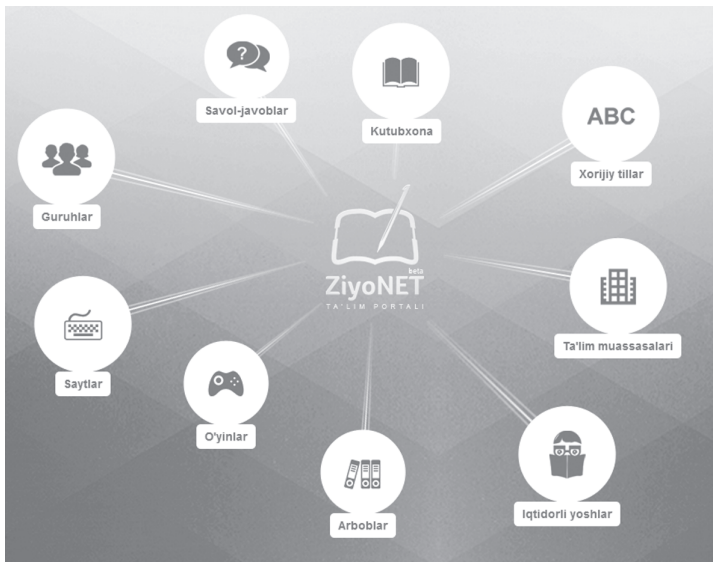 ?
Savol-javoblar
Kutubxona
ABC
Xorijiy tillar
Guruhlar
beta
ZiyoNET
TA'LIM PORTALI
Ta'lim muassasalari
Saytlar
O'yinlar
Arboblar
Iqtidorli yoshlar